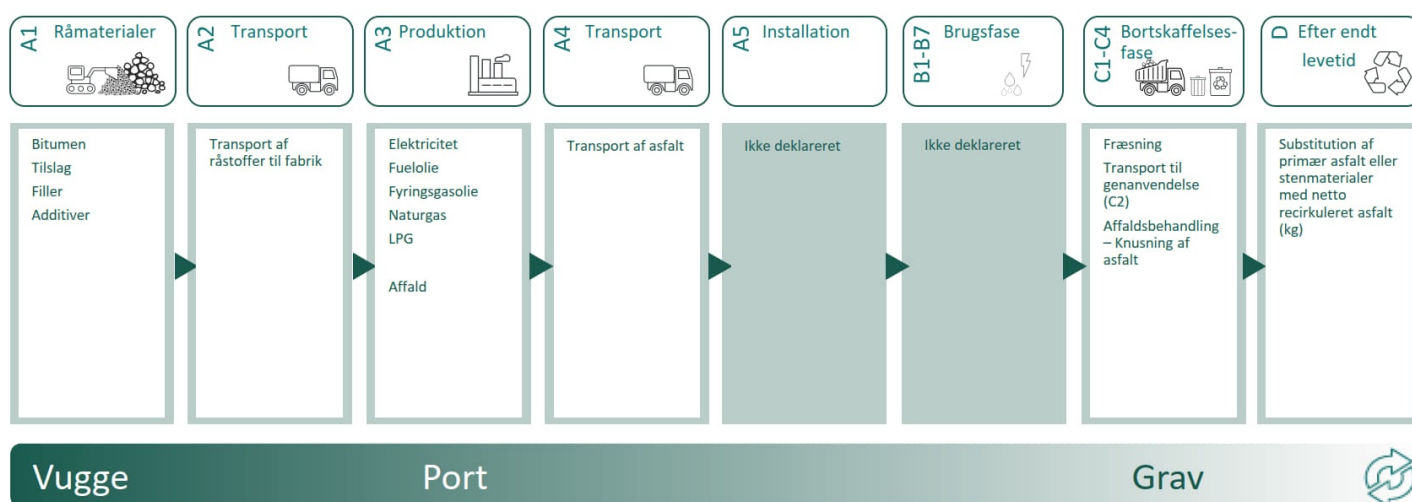 A1 Råmaterialer
A2 Transport
A3 Produktion
A4 Transport
A5 Installation
B1-B7 Brugsfase
C1-C4 Bortskaffelses-
fase
D Efter endt
levetid
Bitumen
Tilslag
Filler
Additiver
Transport af
råstoffer til fabrik
Elektricitet
Fuelolie
Fyringsgasolie
Naturgas
LPG
Affald
Transport af asfalt
Ikke deklareret
Ikke deklareret
Fræsning
Transport til
genanvendelse
(C2)
Affaldsbehandling
– Knusning af
asfalt
Substitution af
primær asfalt eller
stenmaterialer
med netto
recirkuleret asfalt
(kg)
Vugge
Port
Grav